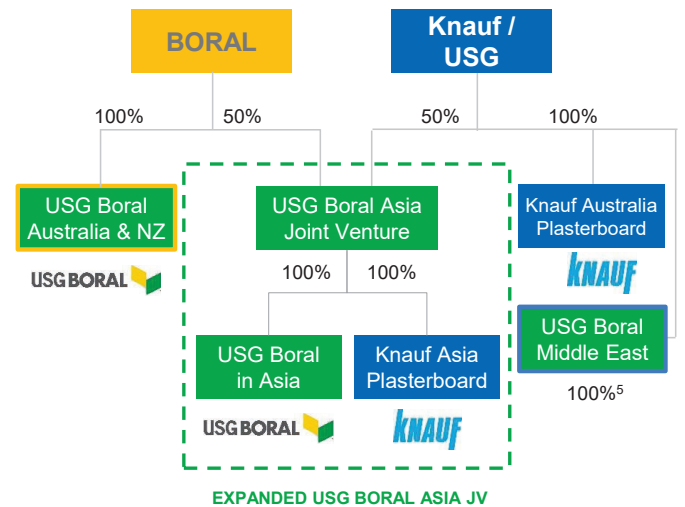 BORAL
Knauf /
USG
100%
50%
50%
100%
USG Boral
Australia & NZ
USG Boral Asia
Joint Venture
Knauf Australia
Plasterboard
USGBORAL
KNAUF
100%
100%
USG Boral
in Asia
Knauf Asia
Plasterboard
USG Boral
Middle East
100%⁵
USGBORAL
KNAUF
EXPANDED USG BORAL ASIA JV